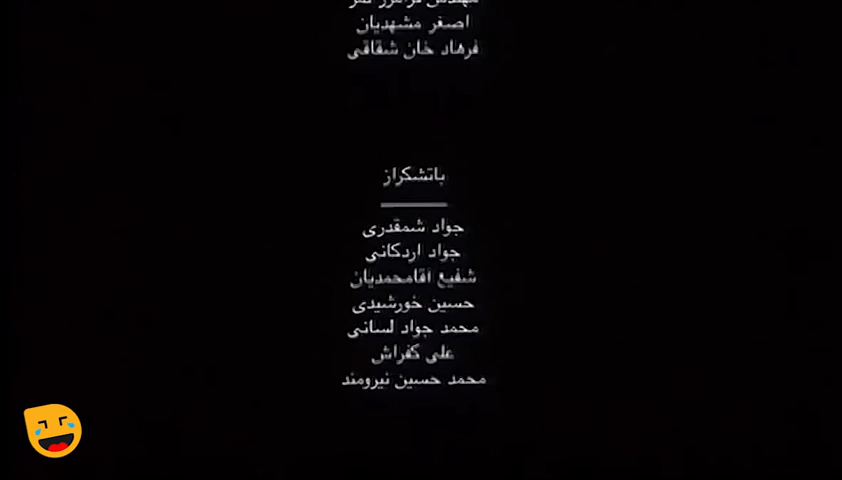 اصغر مشهدیان
فرهاد خان شقاقی
باتشکراز
جواد شمقدری
جواد اردکانی
شفیع آقامحمدیان
حسین خورشیدی
محمد جواد لسانی
علی کفراش
محمد حسین نیرومند